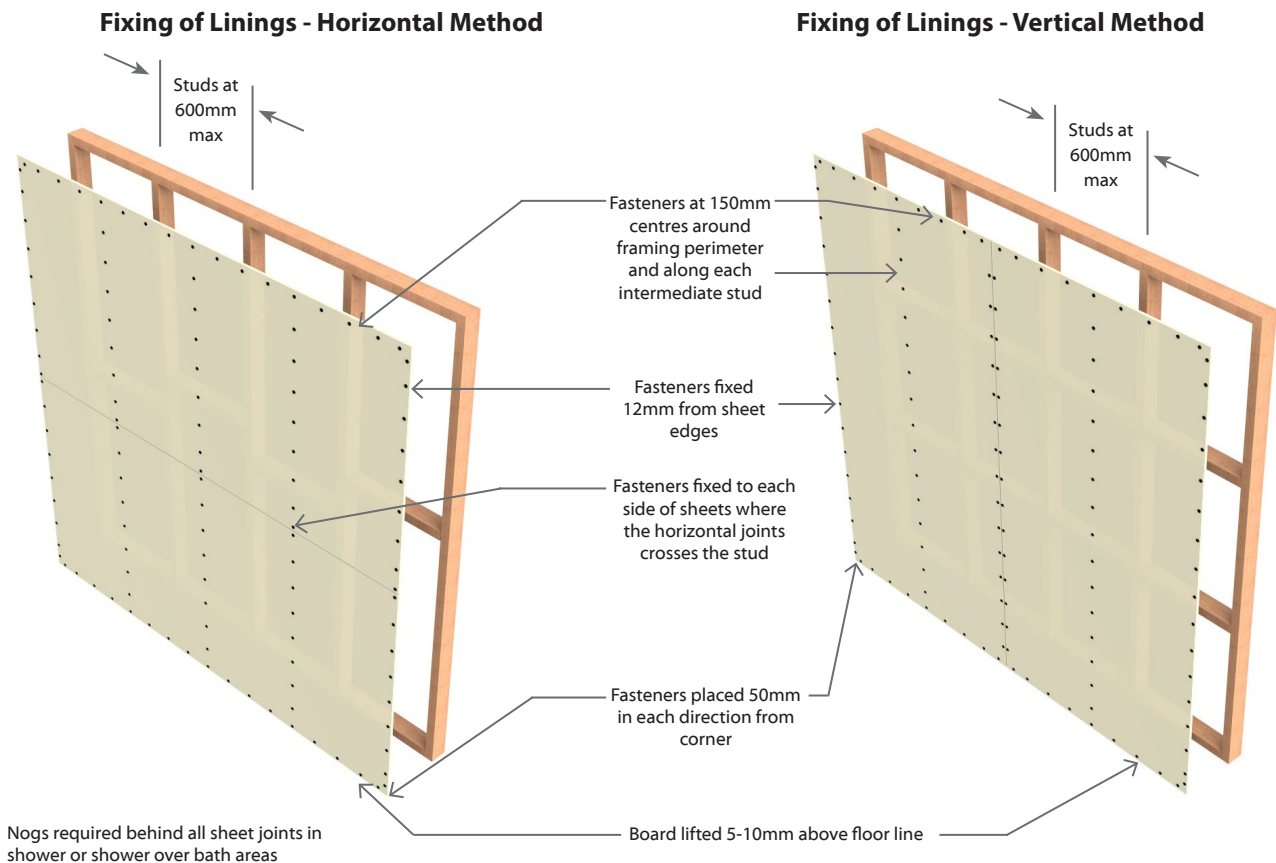 Fixing of Linings - Horizontal Method
Fixing of Linings - Vertical Method
Studs at
600mm
max
Studs at
600mm
max
Fasteners at 150mm
centres around
framing perimeter
and along each
intermediate stud
Fasteners fixed
12mm from sheet
edges
Fasteners fixed to each
side of sheets where
the horizontal joints
crosses the stud
Fasteners placed 50mm
in each direction from
corner
Board lifted 5-10mm above floor line
Nogs required behind all sheet joints in
shower or shower over bath areas